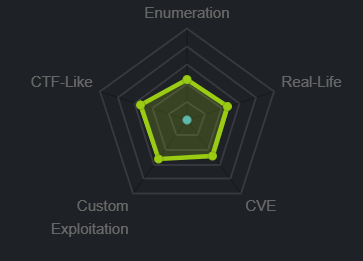 Enumeration
CTF-Like
Real-Life
Custom
Exploitation
CVE